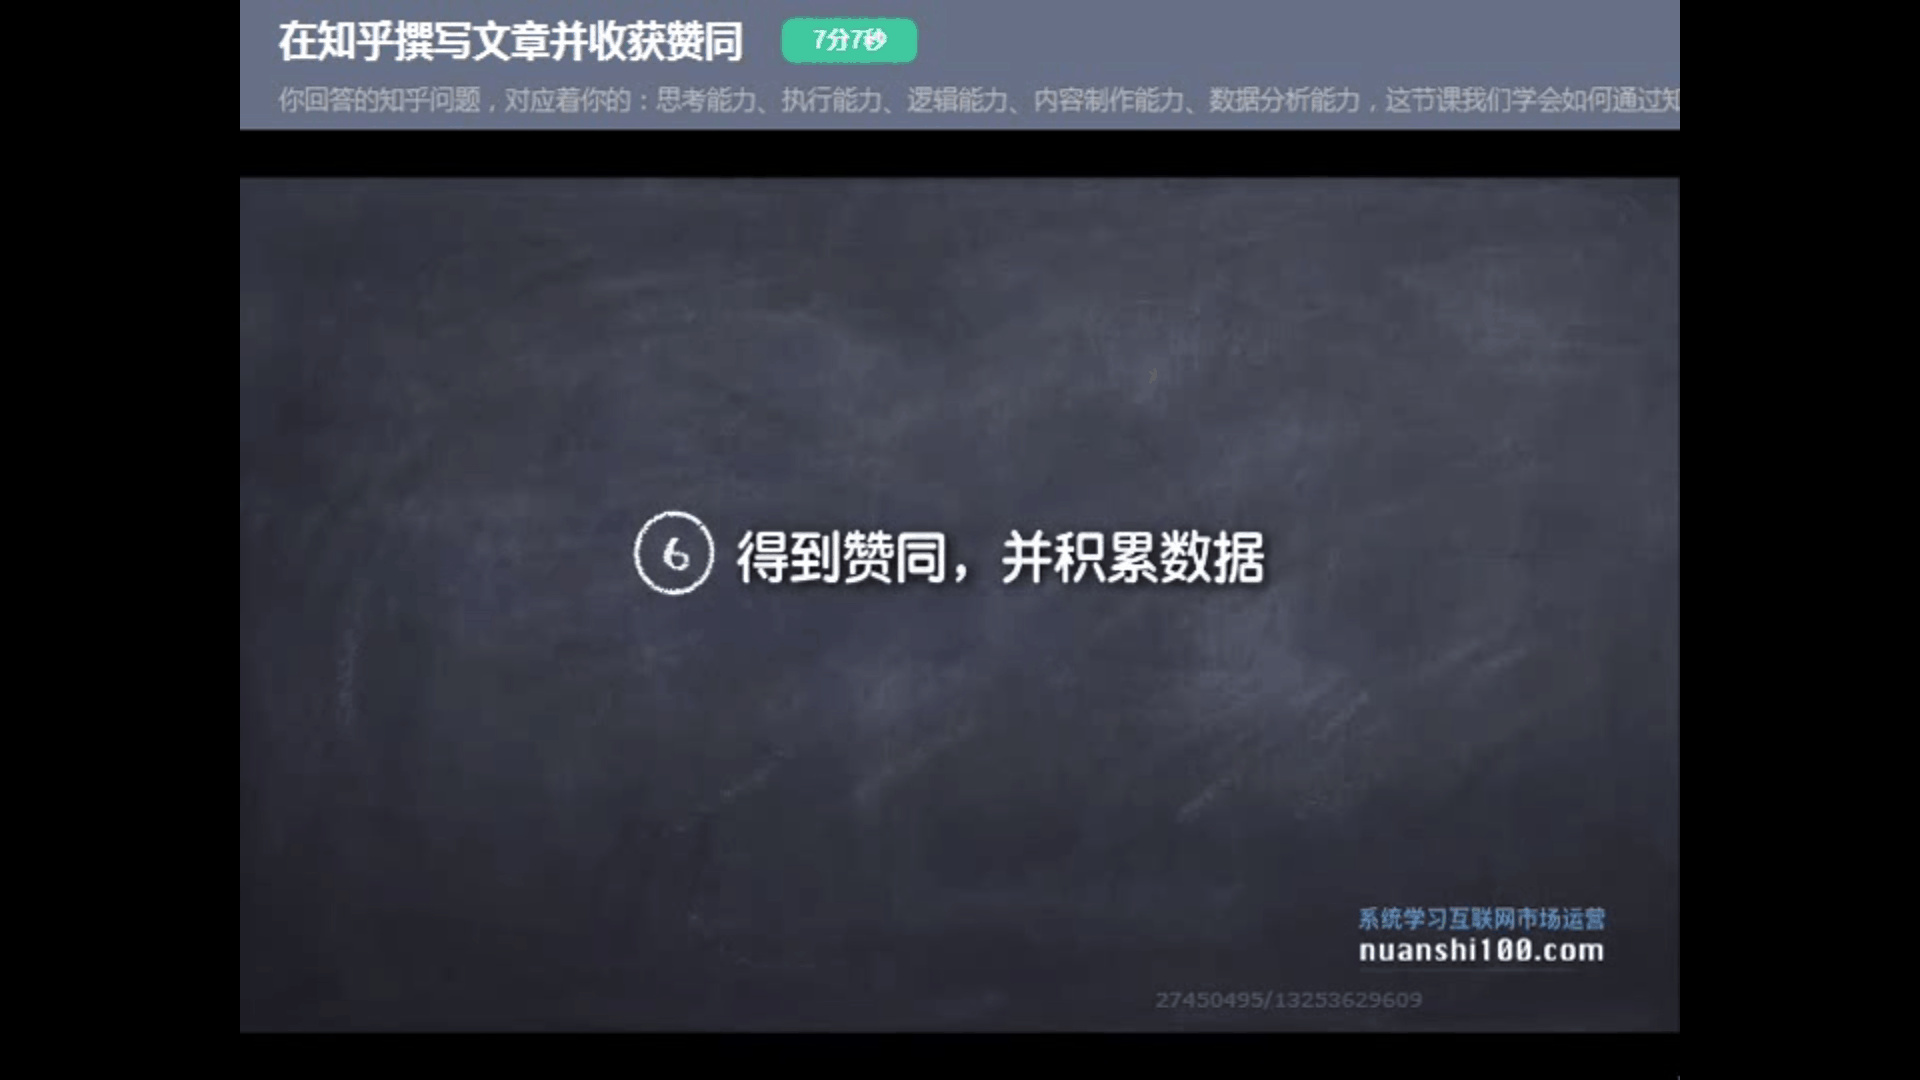 在知乎撰写文章并收获赞同 7分7秒
你回答的知乎问题，对应着你的：思考能力、执行能力、逻辑能力、内容制作能力、数据分析能力，这节课我们学会如何通过知
6 得到赞同，并积累数据
系统学习互联网市场运营
nuanshi100.com
27450495/13253629609